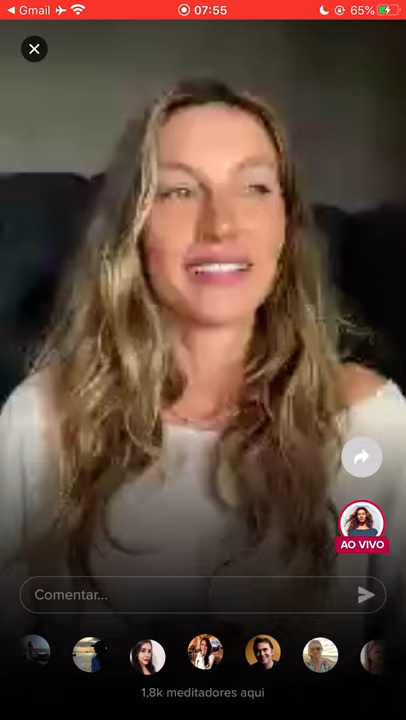 Gmail
07:55
65%
AO VIVO
Comentar...
1,8k meditadores aqui